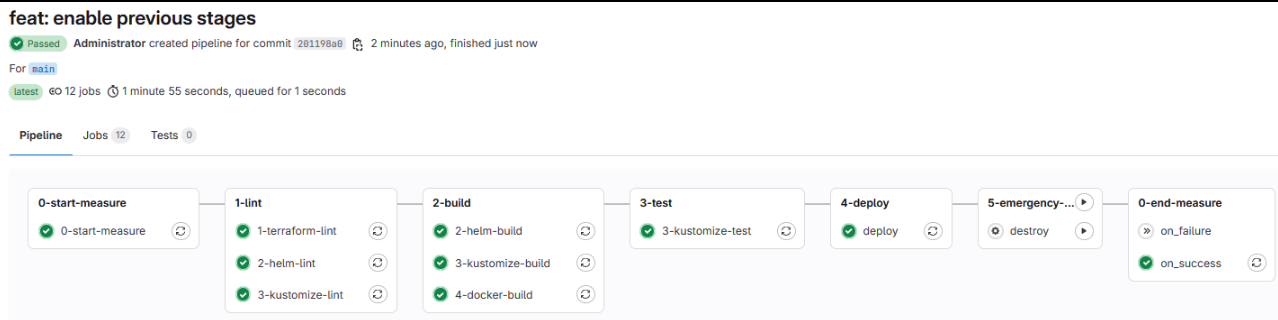 feat: enable previous stages
Passed Administrator created pipeline for commit 201198a0 2 minutes ago, finished just now
For main
latest 12 jobs 1 minute 55 seconds, queued for 1 seconds
Pipeline Jobs 12 Tests 0
0-start-measure
0-start-measure
1-lint
1-terraform-lint
2-helm-lint
3-kustomize-lint
2-build
2-helm-build
3-kustomize-build
4-docker-build
3-test
3-kustomize-test
4-deploy
deploy
5-emergency-...
destroy
0-end-measure
on_failure
on_success